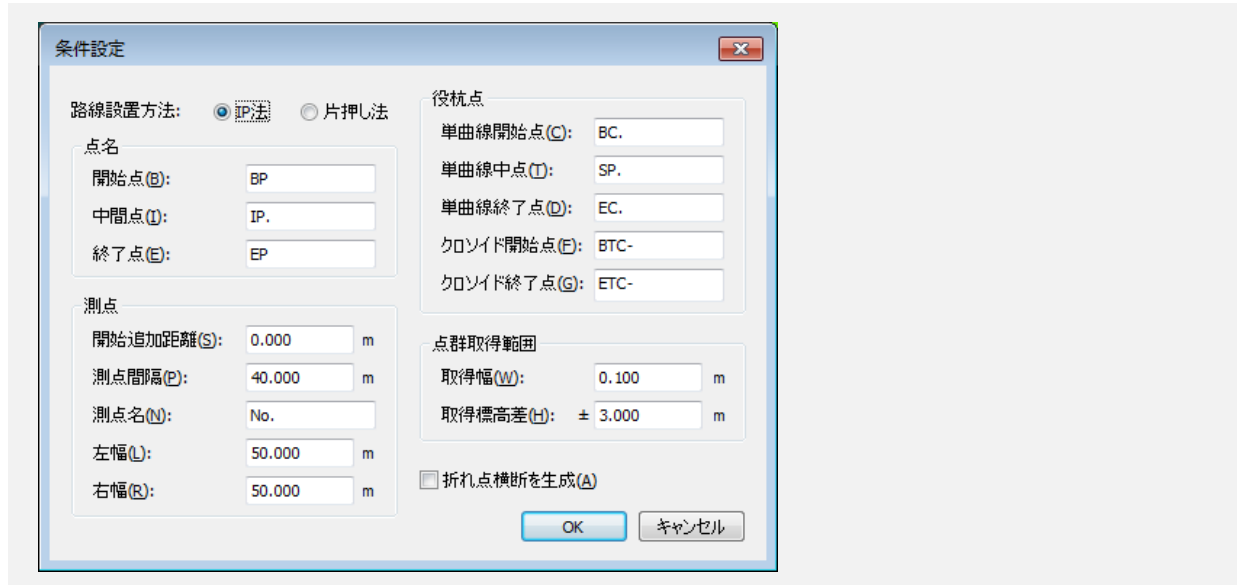 条件設定
路線設置方法: IP法 片押し法
点名
開始点(B): BP
中間点(I): IP.
終了点(E): EP
測点
開始追加距離(S): 0.000 m
測点間隔(P): 40.000 m
測点名(N): No.
左幅(L): 50.000 m
右幅(R): 50.000 m
役杭点
単曲線開始点(C): BC.
単曲線中点(T): SP.
単曲線終了点(D): EC.
クロソイド開始点(F): BTC-
クロソイド終了点(G): ETC-
点群取得範囲
取得幅(W): 0.100 m
取得標高差(H): ± 3.000 m
折れ点横断を生成(A)
OK キャンセル